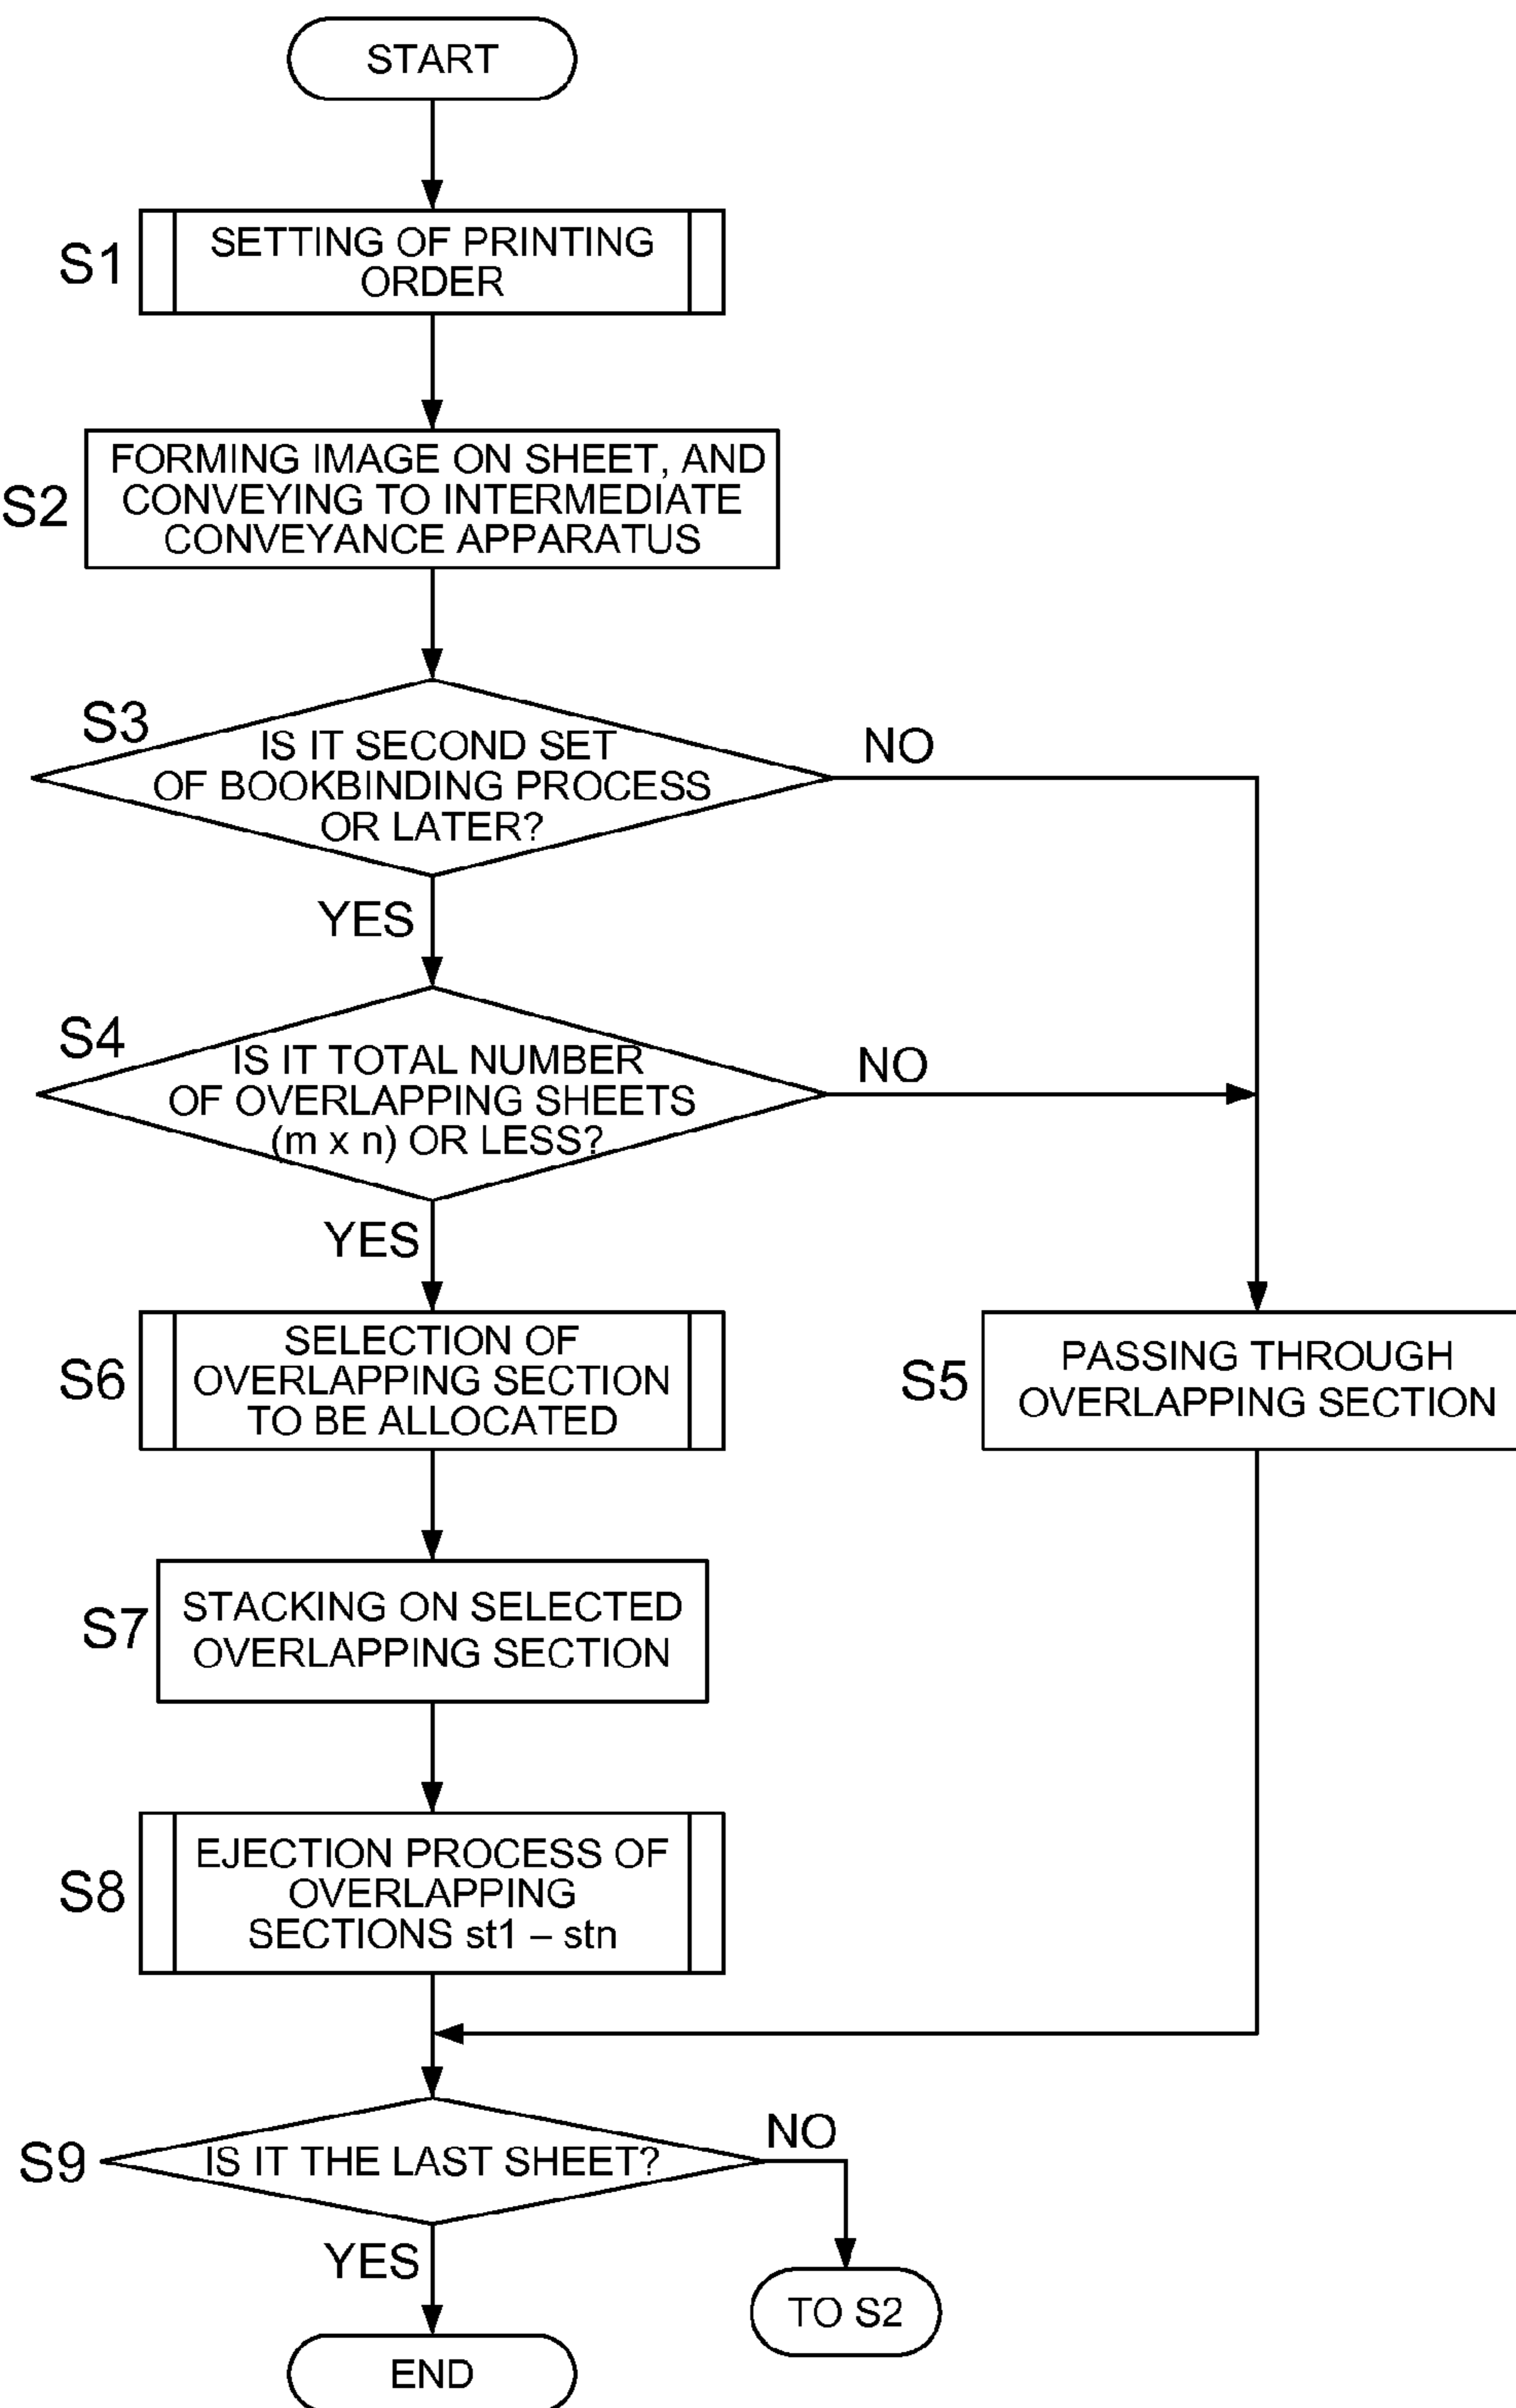 START
S1
SETTING OF PRINTING
ORDER
S2
FORMING IMAGE ON SHEET, AND
CONVEYING TO INTERMEDIATE
CONVEYANCE APPARATUS
S3
IS IT SECOND SET
OF BOOKBINDING PROCESS
OR LATER?
NO
YES
S4
IS IT TOTAL NUMBER
OF OVERLAPPING SHEETS
(m x n) OR LESS?
NO
YES
S6
SELECTION OF
OVERLAPPING SECTION
TO BE ALLOCATED
S5
PASSING THROUGH
OVERLAPPING SECTION
S7
STACKING ON SELECTED
OVERLAPPING SECTION
S8
EJECTION PROCESS OF
OVERLAPPING
SECTIONS st1 – stn
S9
IS IT THE LAST SHEET?
NO
YES
TO S2
END